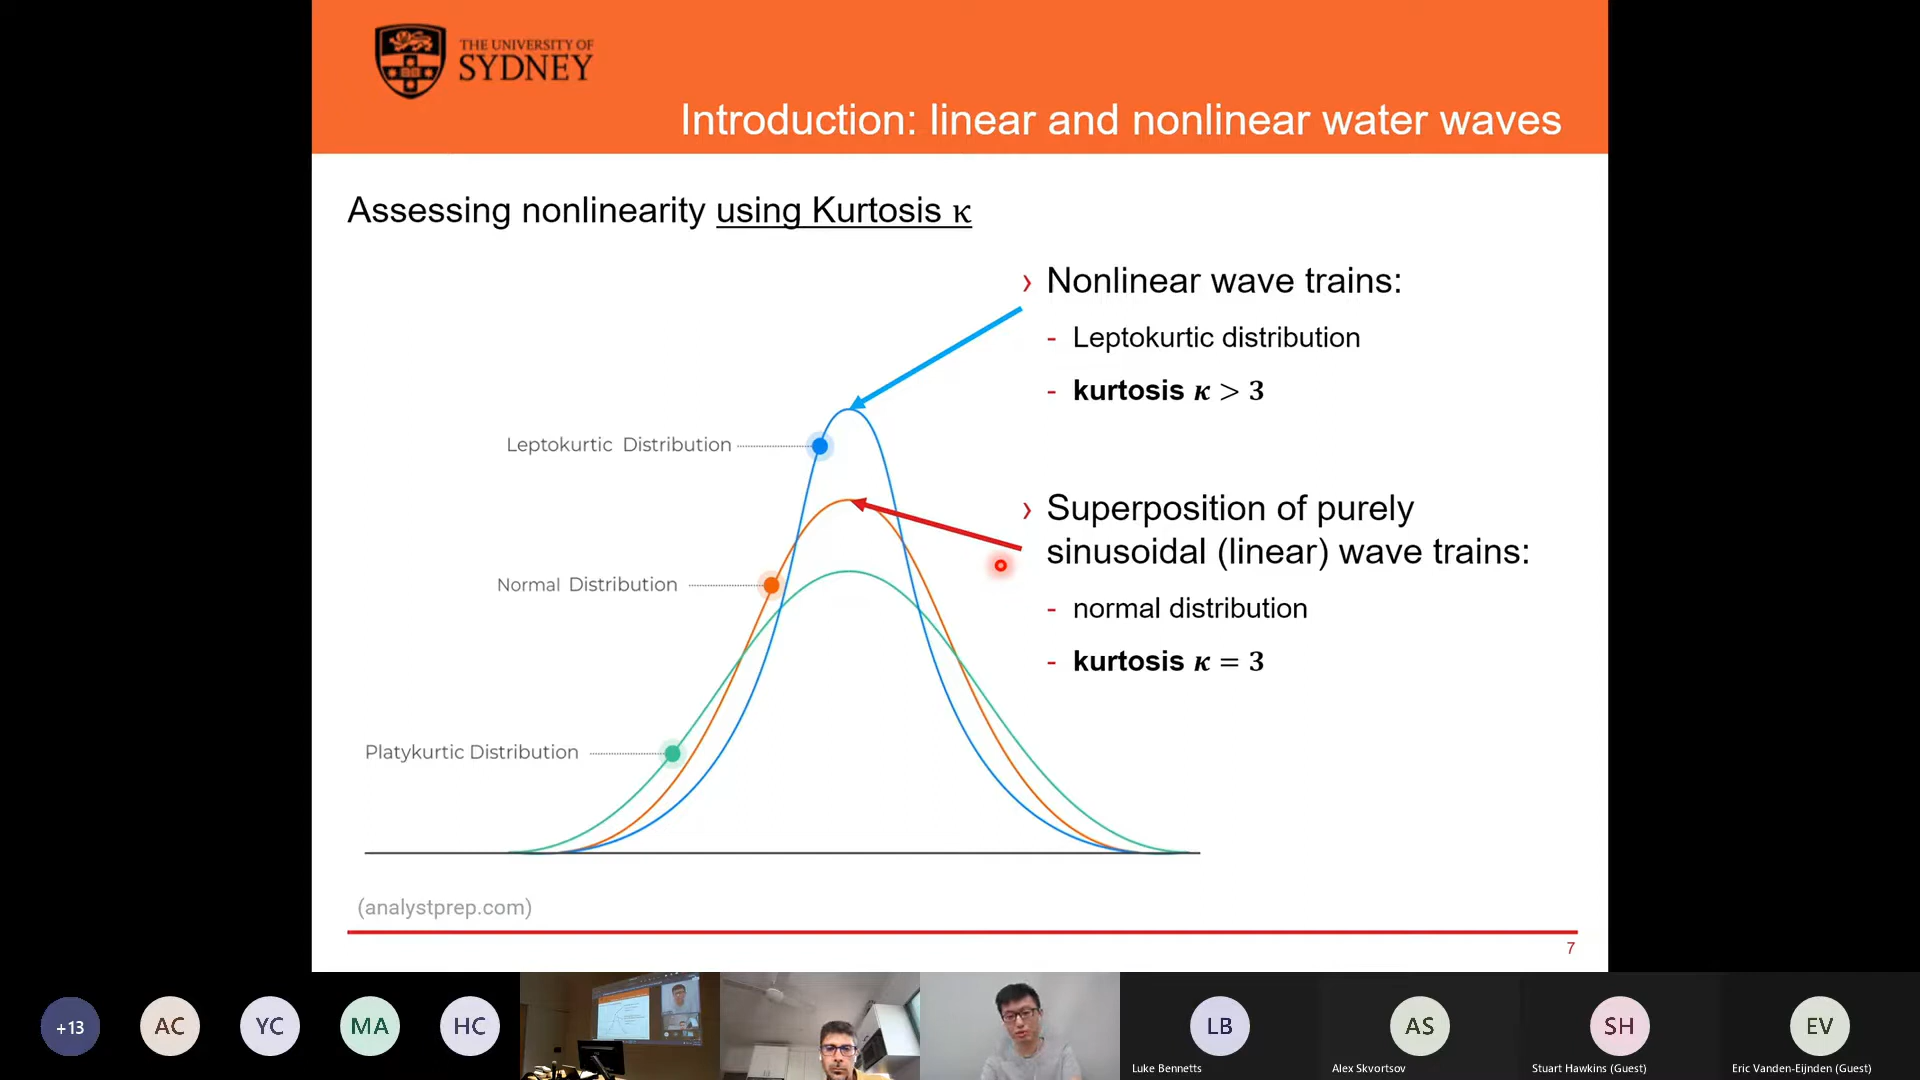 THE UNIVERSITY OF
SYDNEY
Introduction: linear and nonlinear water waves
Assessing nonlinearity using Kurtosis κ
› Nonlinear wave trains:
- Leptokurtic distribution
- kurtosis κ > 3
Leptokurtic Distribution
› Superposition of purely
sinusoidal (linear) wave trains:
Normal Distribution
- normal distribution
- kurtosis κ = 3
Platykurtic Distribution
(analystprep.com)
7
+13
AC
YC
MA
HC
LB
AS
SH
EV
Luke Bennetts
Alex Skvortsov
Stuart Hawkins (Guest)
Eric Vanden-Eijnden (Guest)